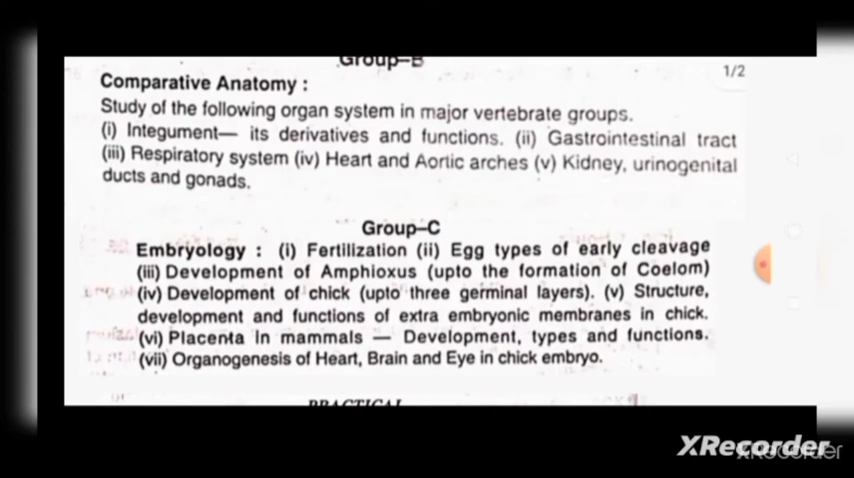 Group-B
1/2
Comparative Anatomy :
Study of the following organ system in major vertebrate groups.
(i) Integument— its derivatives and functions. (ii) Gastrointestinal tract
(iii) Respiratory system (iv) Heart and Aortic arches (v) Kidney, urinogenital
ducts and gonads.
Group–C
Embryology : (i) Fertilization (ii) Egg types of early cleavage
(iii) Development of Amphioxus (upto the formation of Coelom)
(iv) Development of chick (upto three germinal layers). (v) Structure,
development and functions of extra embryonic membranes in chick.
(vi) Placenta in mammals — Development, types and functions.
(vii) Organogenesis of Heart, Brain and Eye in chick embryo.
PRACTICAL
XRecorder
XRecorder